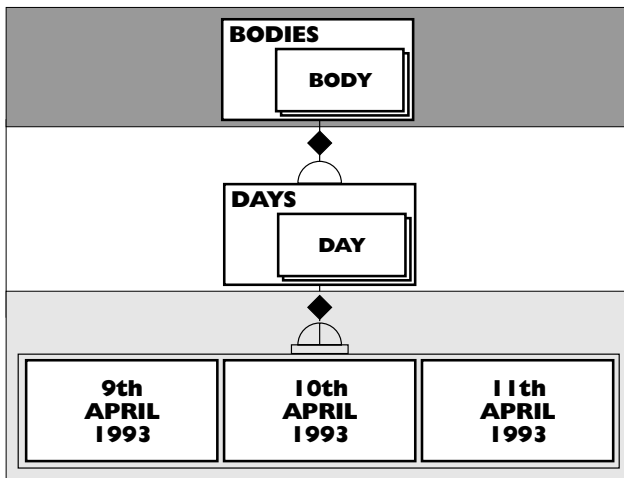 BODIES
BODY
DAYS
DAY
9th
APRIL
1993
10th
APRIL
1993
11th
APRIL
1993